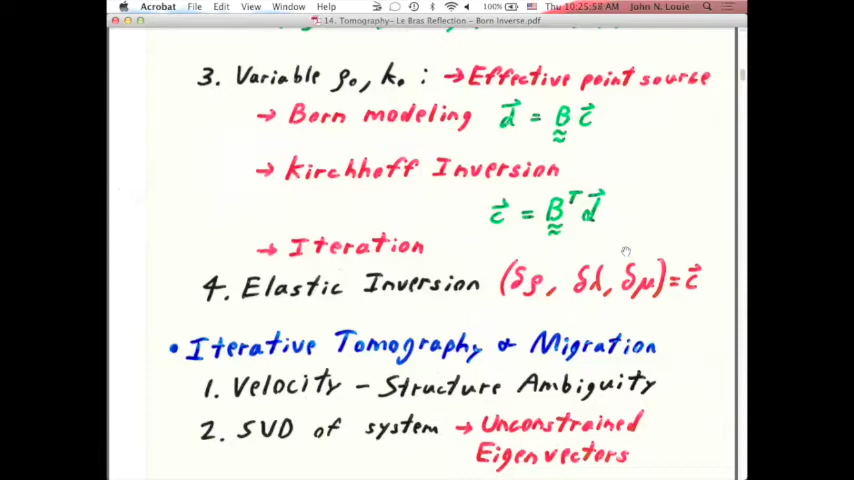 Acrobat File Edit View Window Help 100% Thu 10:25:58 AM John N. Louie
14. Tomography- Le Bras Reflection - Born Inverse.pdf
3. Variable ρ₀, k₀ : → Effective point source
→ Born modeling d⃗ = B c⃗
→ Kirchhoff Inversion
c⃗ = Bᵀ d⃗
→ Iteration
4. Elastic Inversion (δρ, δλ, δμ) = c⃗
• Iterative Tomography & Migration
1. Velocity - Structure Ambiguity
2. SVD of system → Unconstrained
Eigenvectors